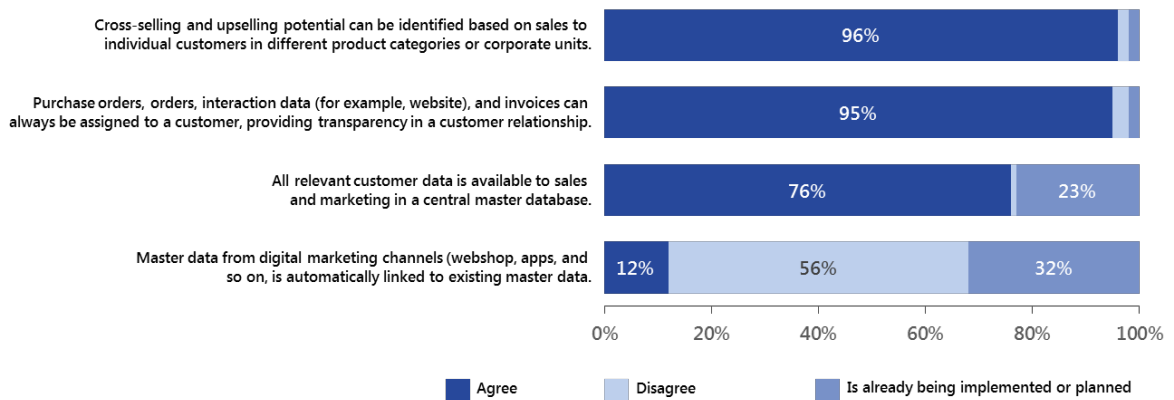 Cross-selling and upselling potential can be identified based on sales to
individual customers in different product categories or corporate units.
96%
Purchase orders, orders, interaction data (for example, website), and invoices can
always be assigned to a customer, providing transparency in a customer relationship.
95%
All relevant customer data is available to sales
and marketing in a central master database.
76%
23%
Master data from digital marketing channels (webshop, apps, and
so on, is automatically linked to existing master data.
12%
56%
32%
0%
20%
40%
60%
80%
100%
Agree
Disagree
Is already being implemented or planned